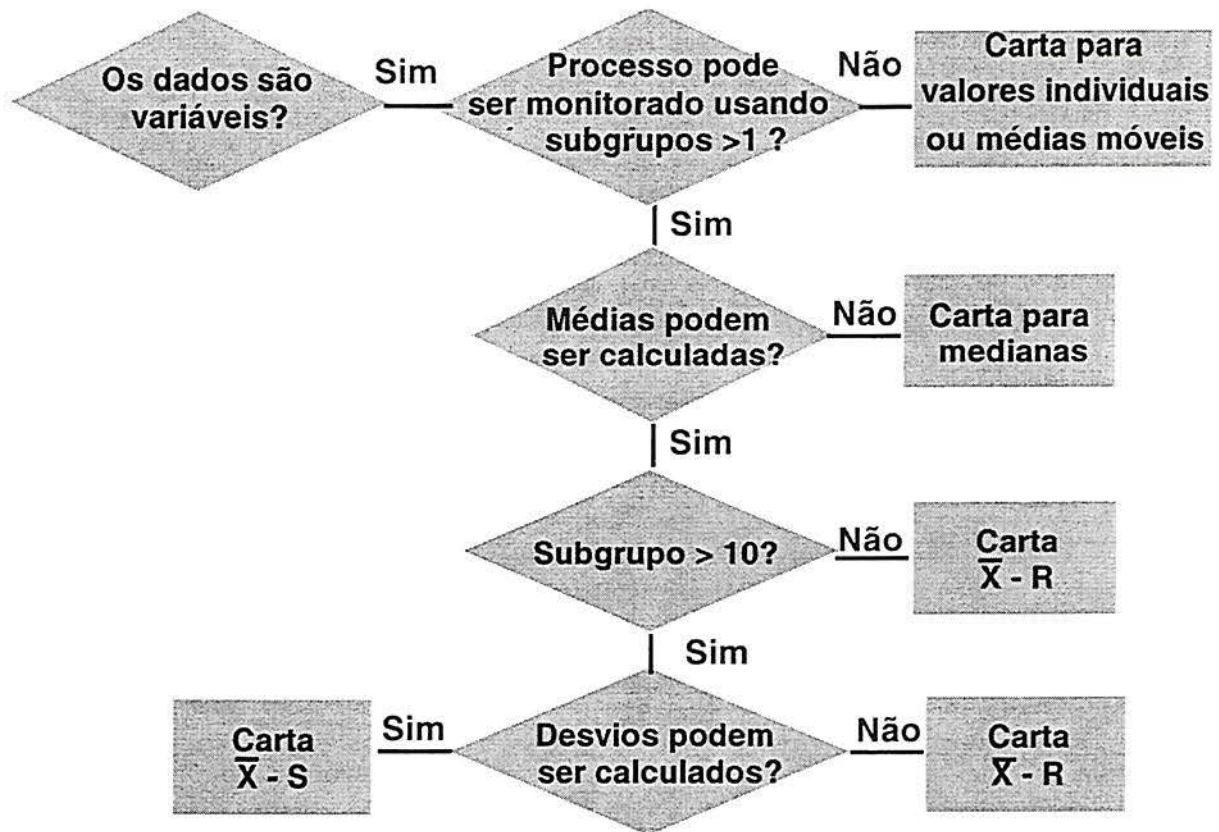 Os dados são
variáveis?
Sim
Processo pode
ser monitorado usando
subgrupos >1 ?
Não
Carta para
valores individuais
ou médias móveis
Sim
Médias podem
ser calculadas?
Não
Carta para
medianas
Sim
Subgrupo > 10?
Não
Carta
X̅ - R
Sim
Desvios podem
ser calculados?
Sim
Carta
X̅ - S
Não
Carta
X̅ - R